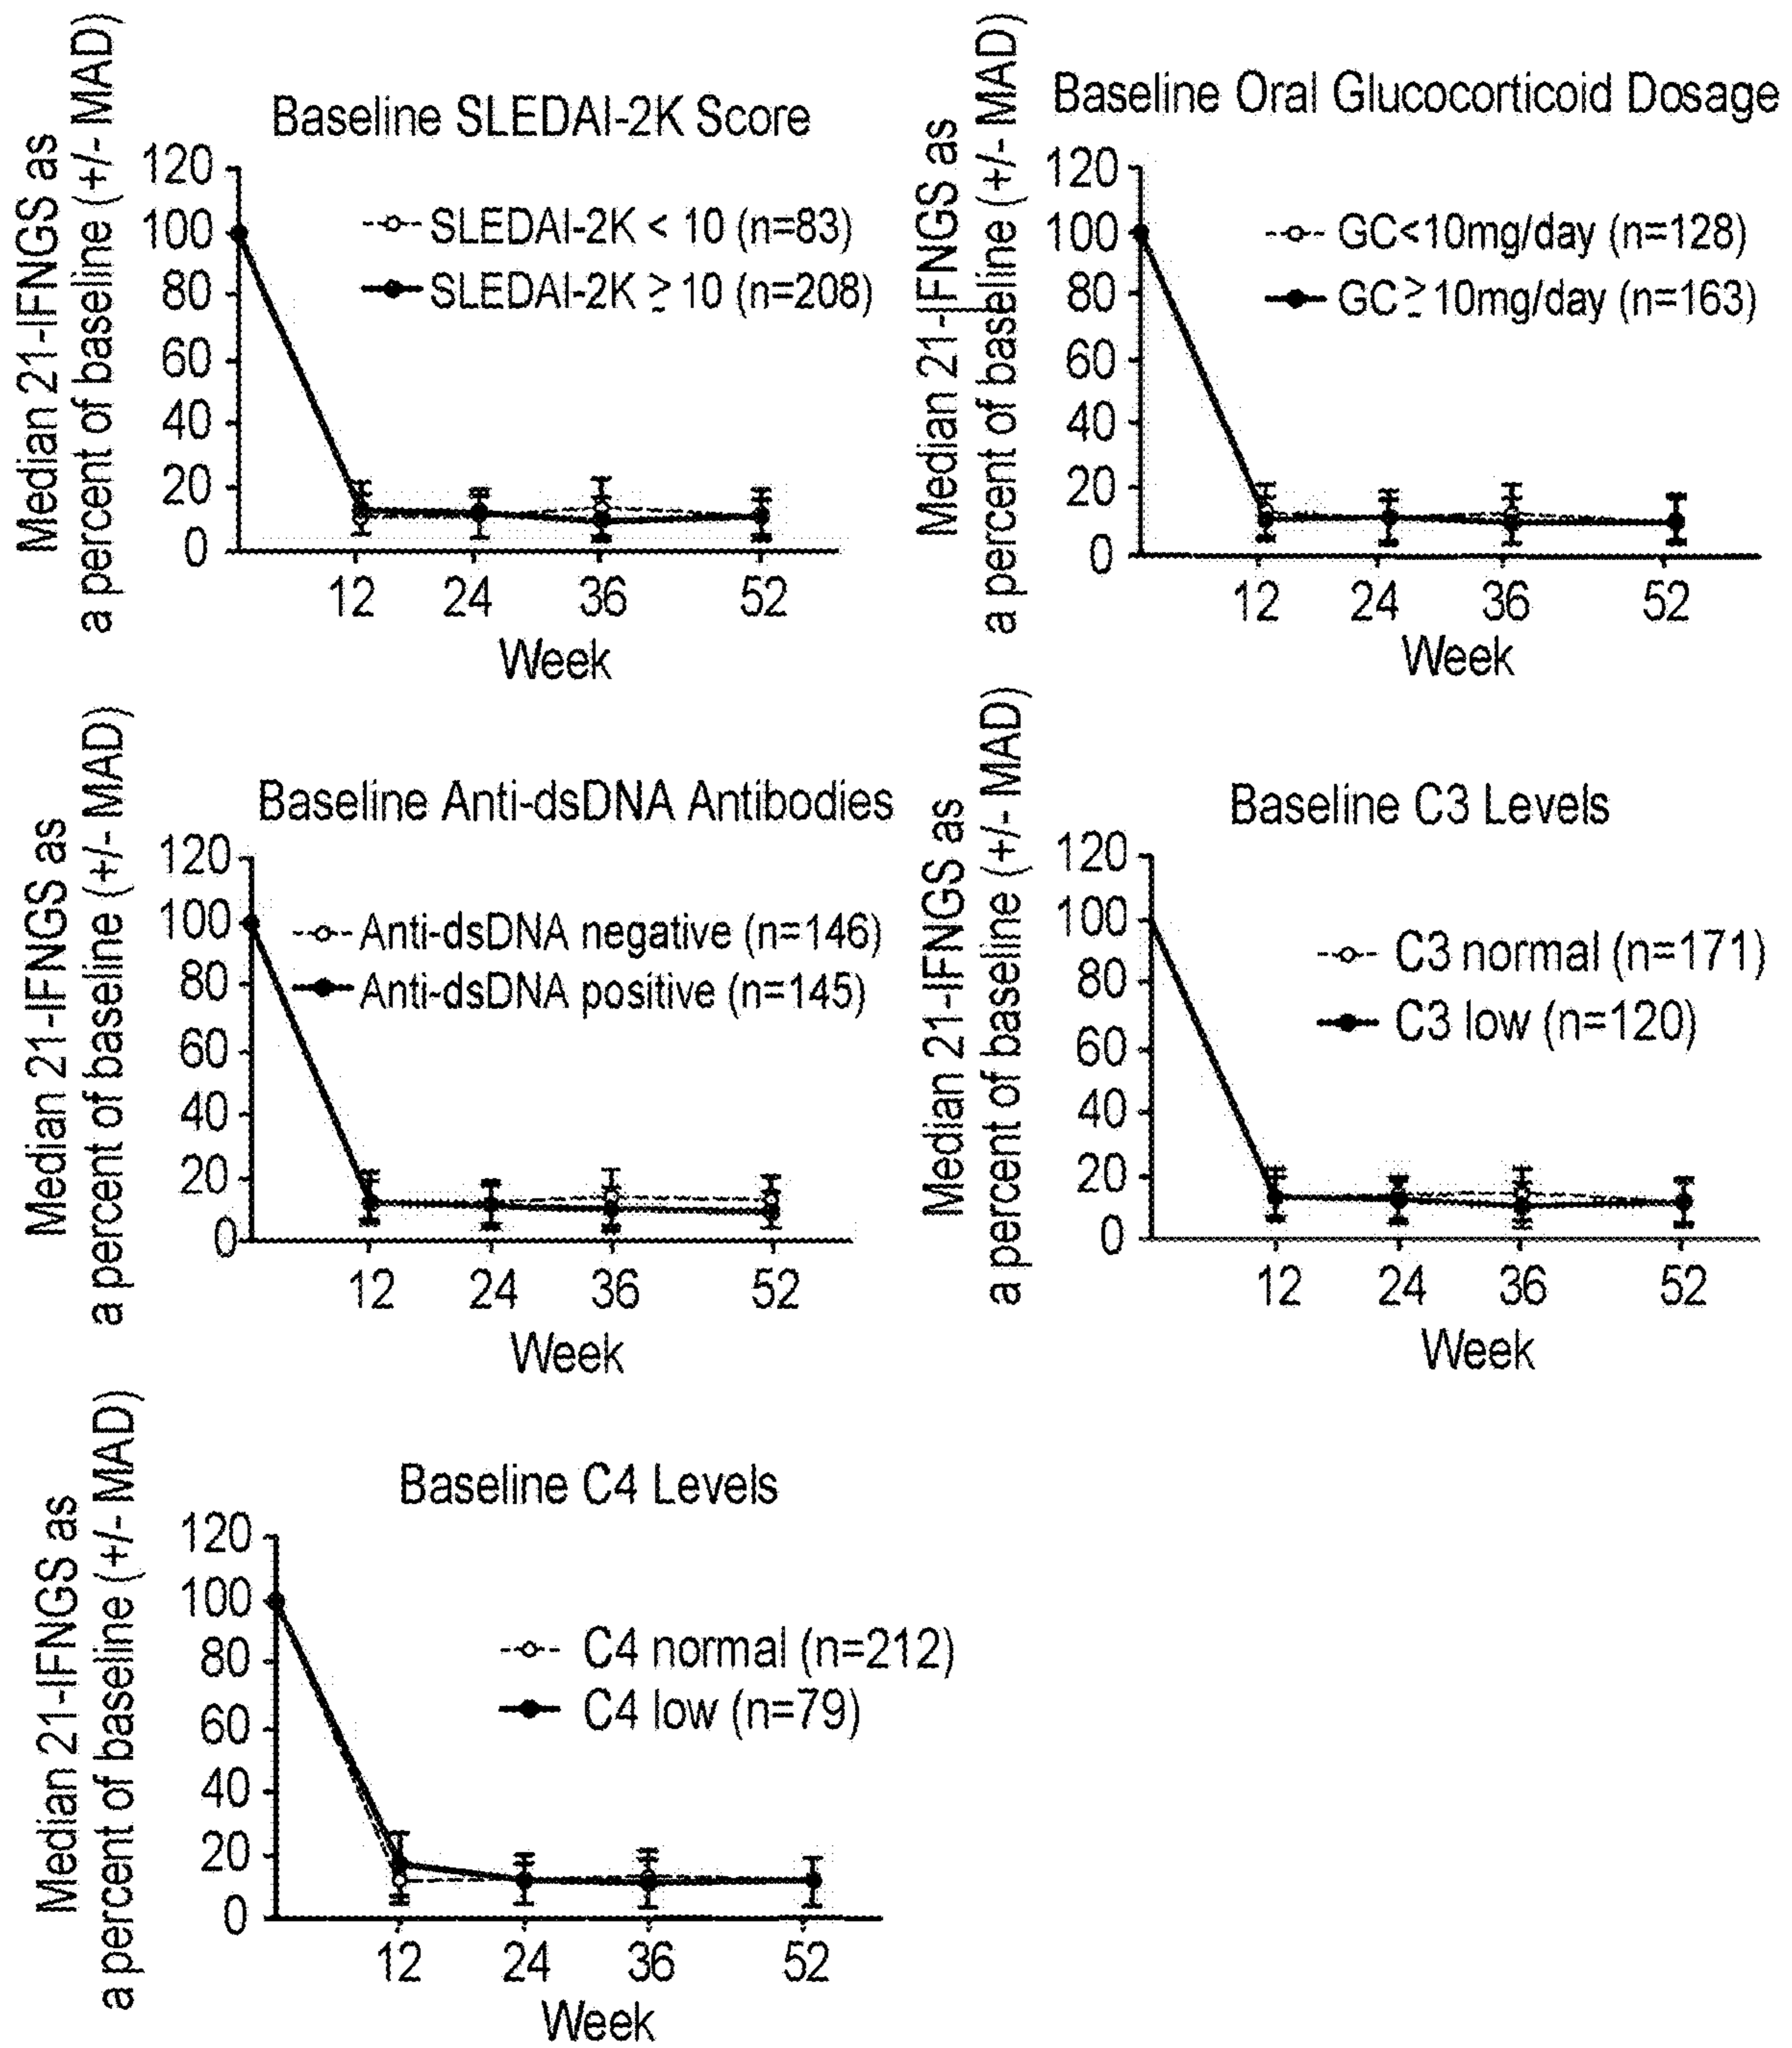 Baseline SLEDAI-2K Score
Median 21-IFNGS as
a percent of baseline (+/- MAD)
120
100
80
60
40
20
0
SLEDAI-2K < 10 (n=83)
SLEDAI-2K ≥ 10 (n=208)
12 24 36 52
Week
Baseline Oral Glucocorticoid Dosage
Median 21-IFNGS as
a percent of baseline (+/- MAD)
120
100
80
60
40
20
0
GC<10mg/day (n=128)
GC ≥ 10mg/day (n=163)
12 24 36 52
Week
Baseline Anti-dsDNA Antibodies
Median 21-IFNGS as
a percent of baseline (+/- MAD)
120
100
80
60
40
20
0
Anti-dsDNA negative (n=146)
Anti-dsDNA positive (n=145)
12 24 36 52
Week
Baseline C3 Levels
Median 21-IFNGS as
a percent of baseline (+/- MAD)
120
100
80
60
40
20
0
C3 normal (n=171)
C3 low (n=120)
12 24 36 52
Week
Baseline C4 Levels
Median 21-IFNGS as
a percent of baseline (+/- MAD)
120
100
80
60
40
20
0
C4 normal (n=212)
C4 low (n=79)
12 24 36 52
Week